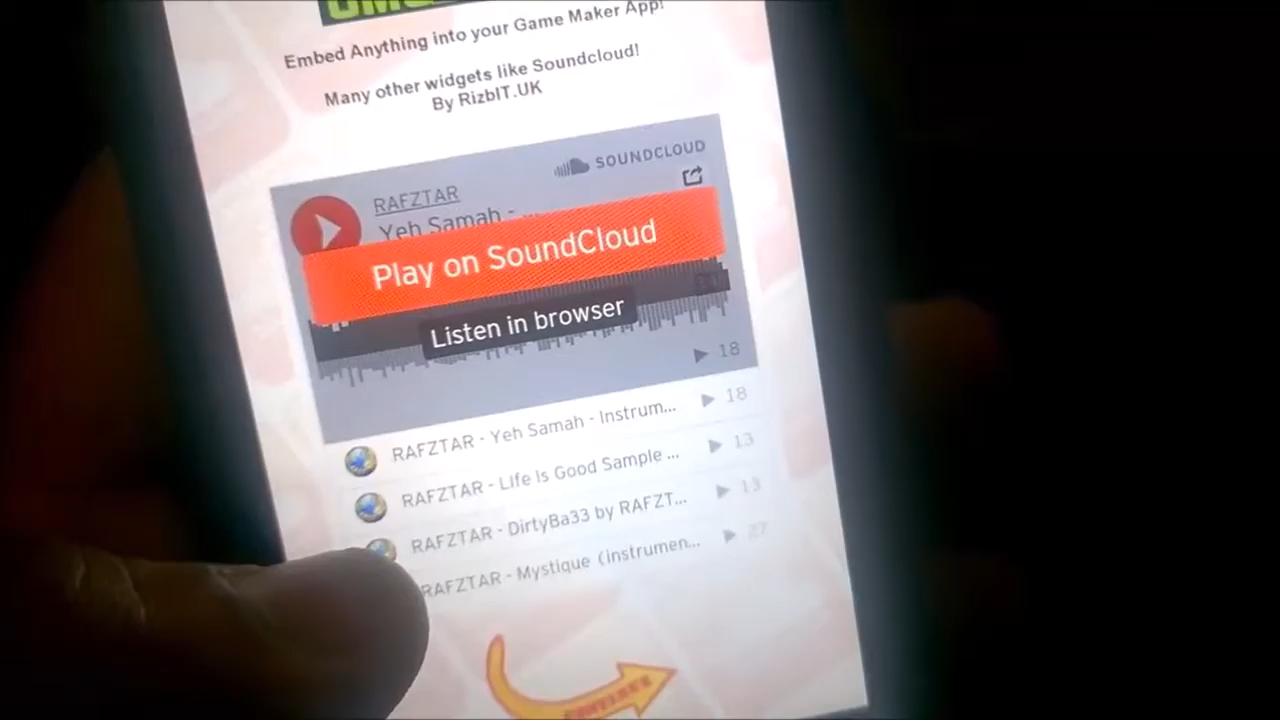 Embed Anything into your Game Maker App!
Many other widgets like Soundcloud!
By RizbIT.UK
SOUNDCLOUD
RAFZTAR
Yeh Samah - ...
Play on SoundCloud
Listen in browser
18
RAFZTAR - Yeh Samah - Instrum... 18
RAFZTAR - Life Is Good Sample ... 13
RAFZTAR - DirtyBa33 by RAFZT... 13
RAFZTAR - Mystique (instrumen... 27